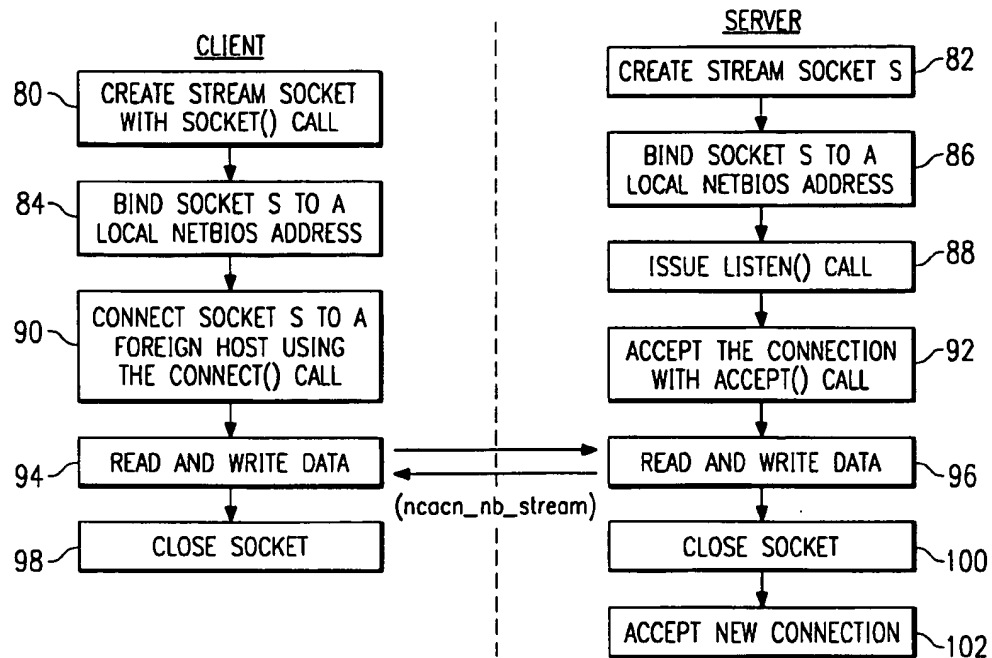 CLIENT
80
CREATE STREAM SOCKET
WITH SOCKET() CALL
84
BIND SOCKET S TO A
LOCAL NETBIOS ADDRESS
90
CONNECT SOCKET S TO A
FOREIGN HOST USING
THE CONNECT() CALL
94
READ AND WRITE DATA
98
CLOSE SOCKET
(ncacn_nb_stream)
SERVER
CREATE STREAM SOCKET S
82
BIND SOCKET S TO A
LOCAL NETBIOS ADDRESS
86
ISSUE LISTEN() CALL
88
ACCEPT THE CONNECTION
WITH ACCEPT() CALL
92
READ AND WRITE DATA
96
CLOSE SOCKET
100
ACCEPT NEW CONNECTION
102